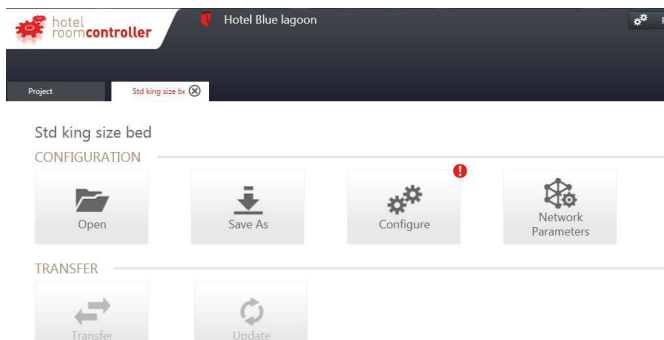 hotel
roomcontroller
Hotel Blue lagoon
Project
Std king size be
Std king size bed
CONFIGURATION
Open
Save As
Configure
Network
Parameters
TRANSFER
Transfer
Update